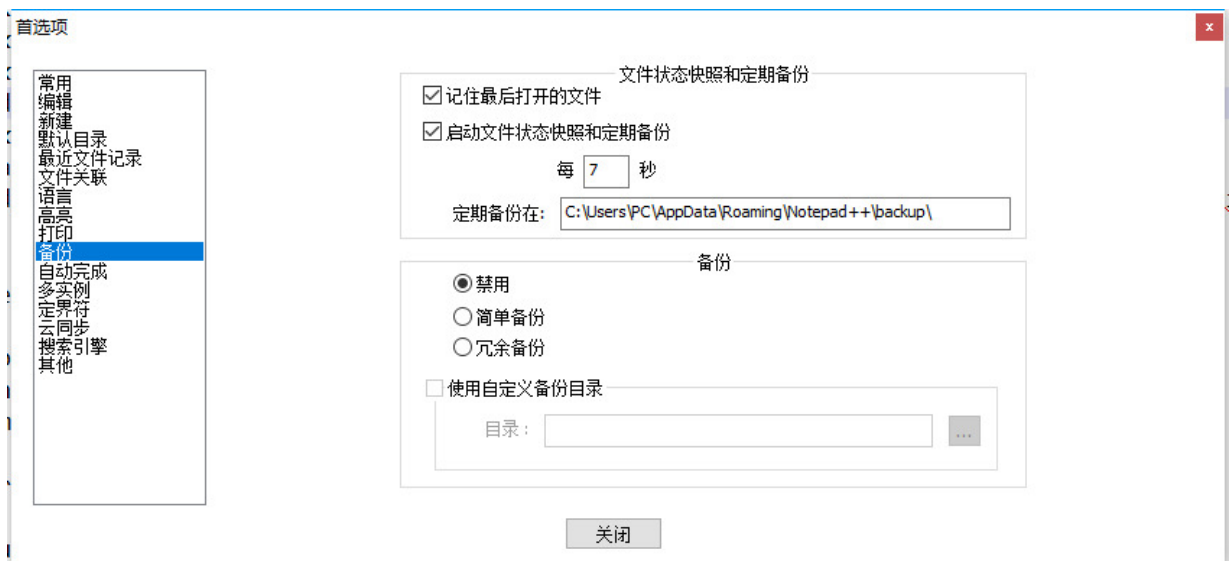 首选项
x
常用
编辑
新建
默认目录
最近文件记录
文件关联
语言
高亮
打印
备份
自动完成
多实例
定界符
云同步
搜索引擎
其他
文件状态快照和定期备份
记住最后打开的文件
启动文件状态快照和定期备份
每 7 秒
定期备份在: C:\Users\PC\AppData\Roaming\Notepad++\backup\
备份
禁用
简单备份
冗余备份
使用自定义备份目录
目录：
...
关闭